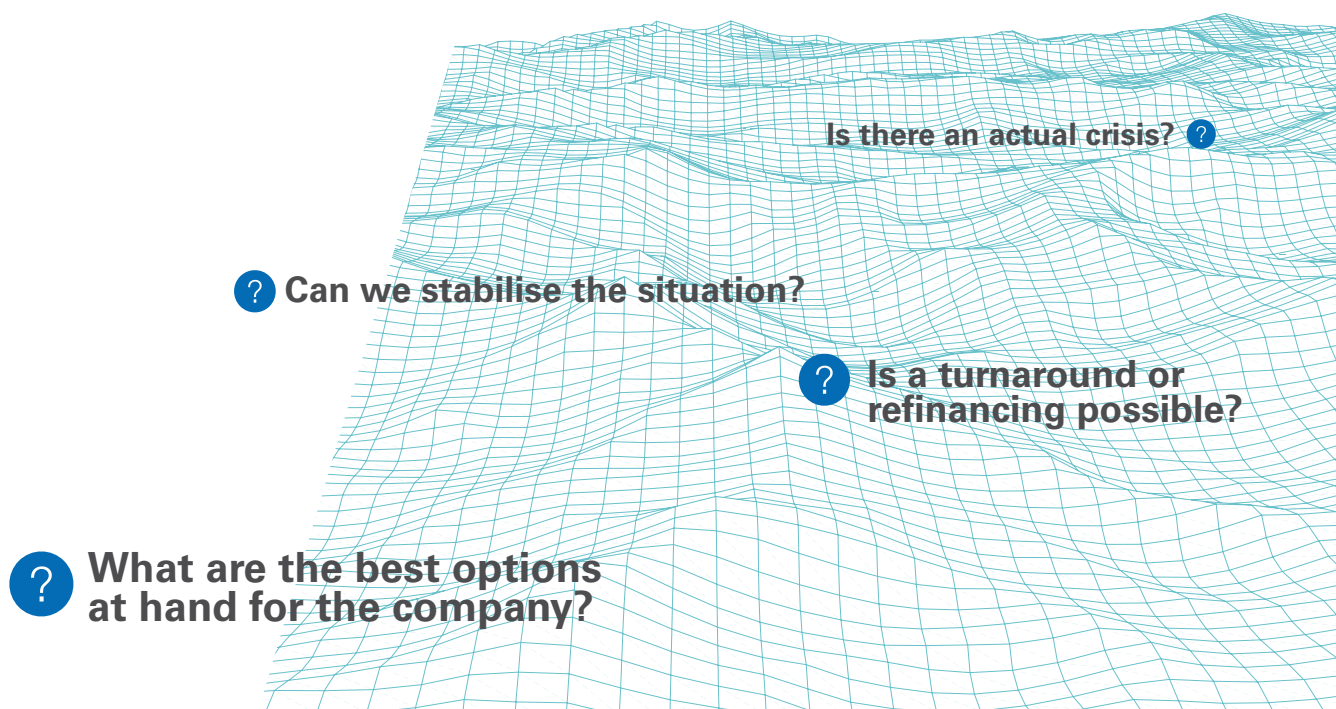 Is there an actual crisis? ?
? Can we stabilise the situation?
? Is a turnaround or
refinancing possible?
? What are the best options
at hand for the company?